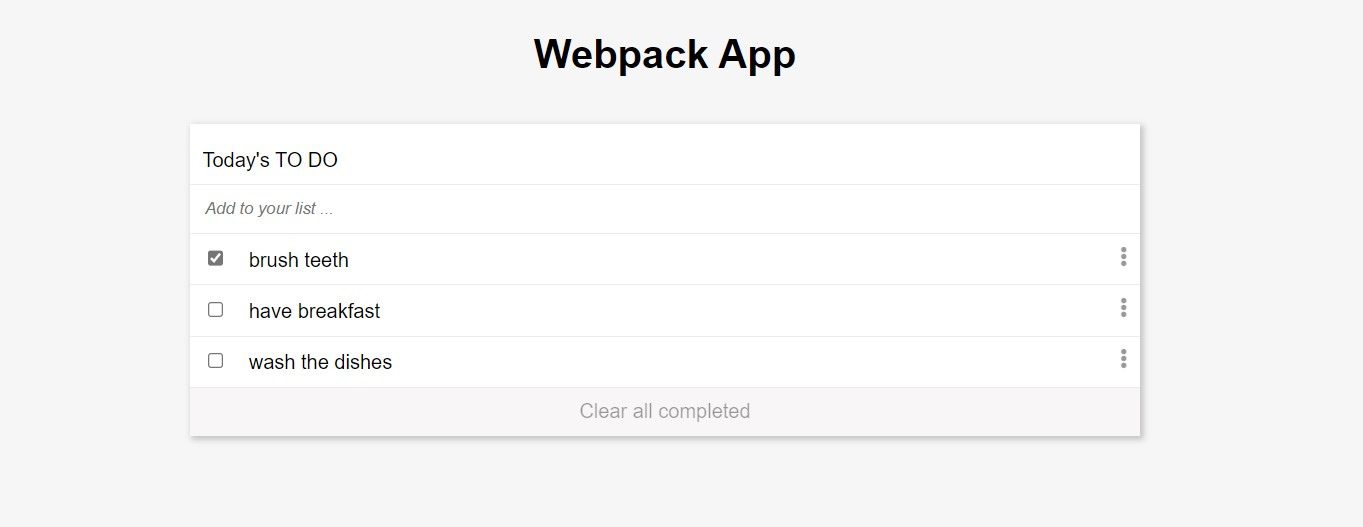 Webpack App
Today's TO DO
Add to your list ...
brush teeth
have breakfast
wash the dishes
Clear all completed